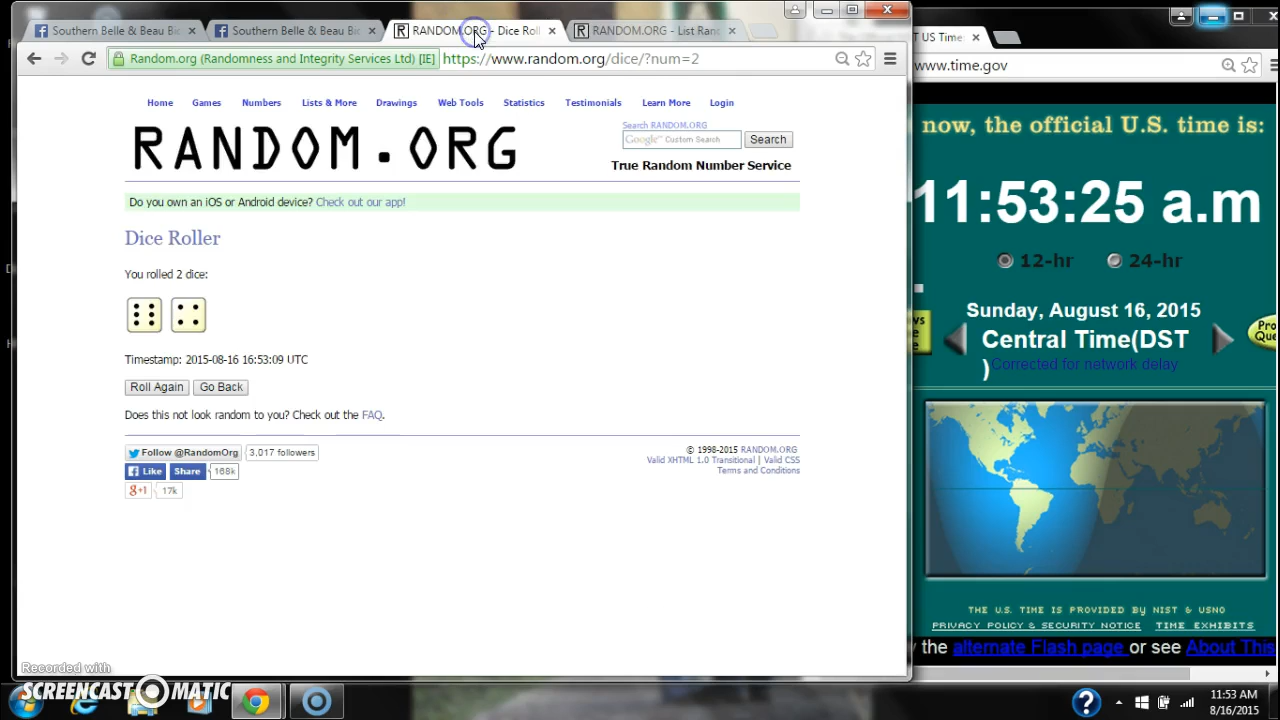 Southern Belle & Beau Bic
Southern Belle & Beau Bic
RANDOM.ORG - Dice Roll
RANDOM.ORG - List Ranc
Random.org (Randomness and Integrity Services Ltd) [IE]
https://www.random.org/dice/?num=2
Home
Games
Numbers
Lists & More
Drawings
Web Tools
Statistics
Testimonials
Learn More
Login
RANDOM.ORG
Search RANDOM.ORG
Google Custom Search
Search
True Random Number Service
Do you own an iOS or Android device? Check out our app!
Dice Roller
You rolled 2 dice:
Timestamp: 2015-08-16 16:53:09 UTC
Roll Again
Go Back
Does this not look random to you? Check out the FAQ.
Follow @RandomOrg
3,017 followers
Like
Share
168k
g+1
17k
© 1998-2015 RANDOM.ORG
Valid XHTML 1.0 Transitional | Valid CSS
Terms and Conditions
T US Time
www.time.gov
now, the official U.S. time is:
11:53:25 a.m
12-hr
24-hr
Sunday, August 16, 2015
Central Time(DST
)
Corrected for network delay
THE U.S. TIME IS PROVIDED BY NIST & USNO
PRIVACY POLICY & SECURITY NOTICE
TIME EXHIBITS
the alternate Flash page or see About This
Recorded with
SCREENCAST-O-MATIC
11:53 AM
8/16/2015